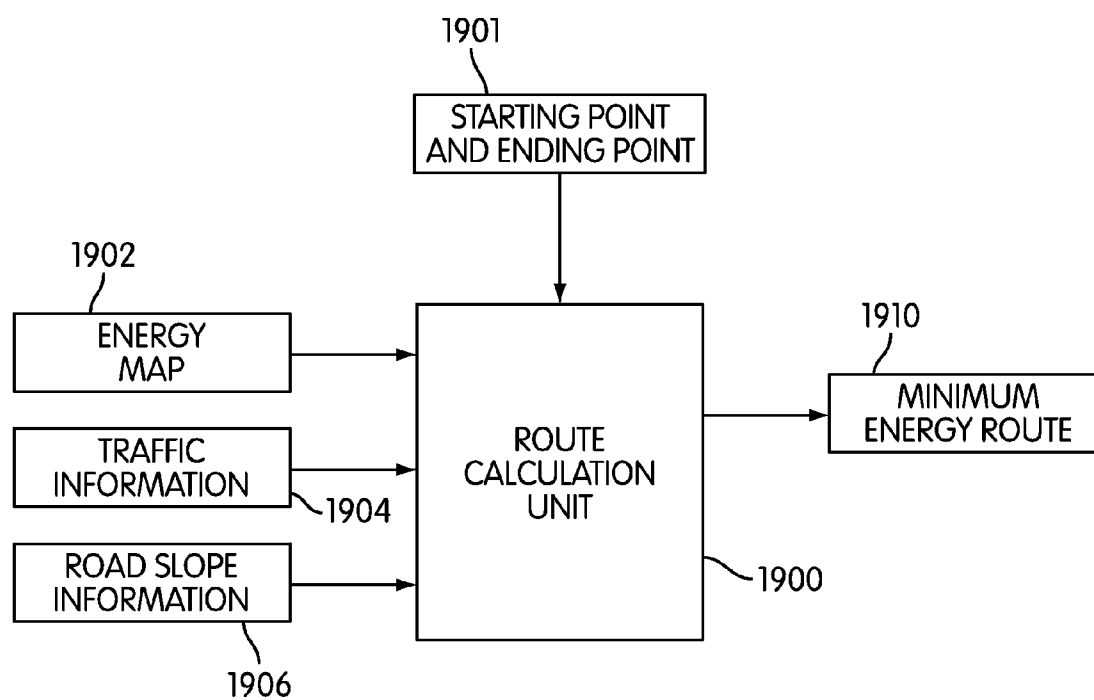 1901
STARTING POINT
AND ENDING POINT
1902
ENERGY
MAP
1910
MINIMUM
ENERGY ROUTE
TRAFFIC
INFORMATION
1904
ROUTE
CALCULATION
UNIT
ROAD SLOPE
INFORMATION
1900
1906